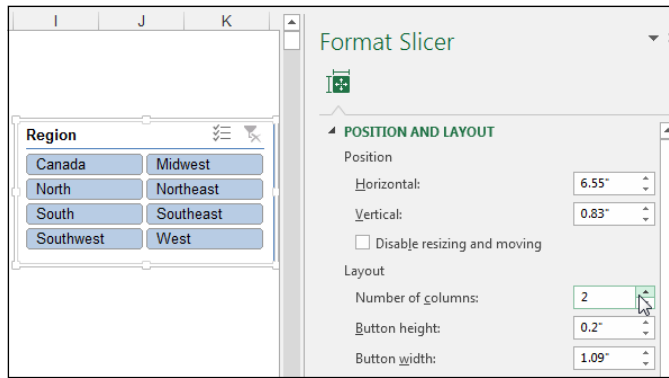 I J K
Region
Canada Midwest
North Northeast
South Southeast
Southwest West
Format Slicer
POSITION AND LAYOUT
Position
Horizontal: 6.55"
Vertical: 0.83"
Disable resizing and moving
Layout
Number of columns: 2
Button height: 0.2"
Button width: 1.09"